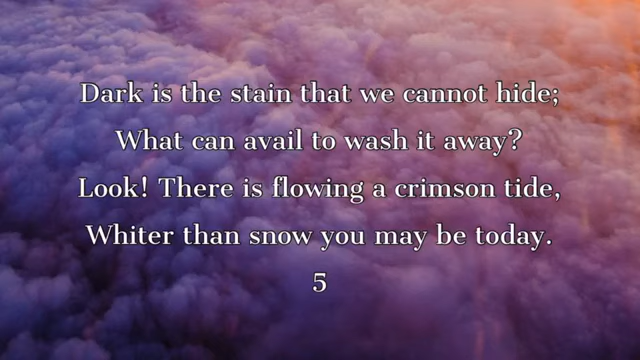 Dark is the stain that we cannot hide;
What can avail to wash it away?
Look! There is flowing a crimson tide,
Whiter than snow you may be today.
5